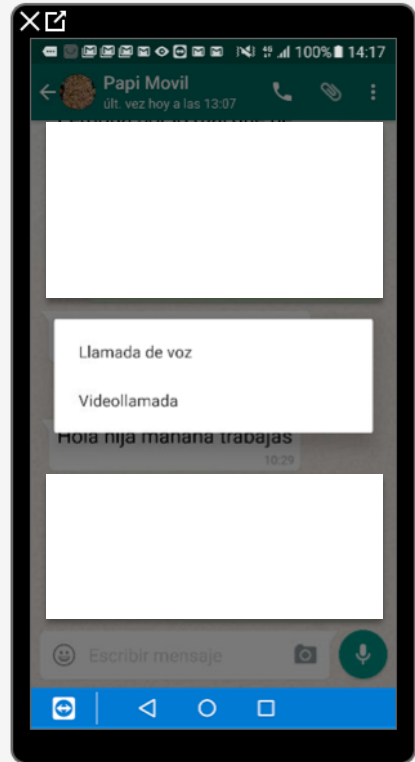 100% 14:17
Papi Movil
últ. vez hoy a las 13:07
Llamada de voz
Videollamada
Hola hija mañana trabajas
10:29
Escribir mensaje